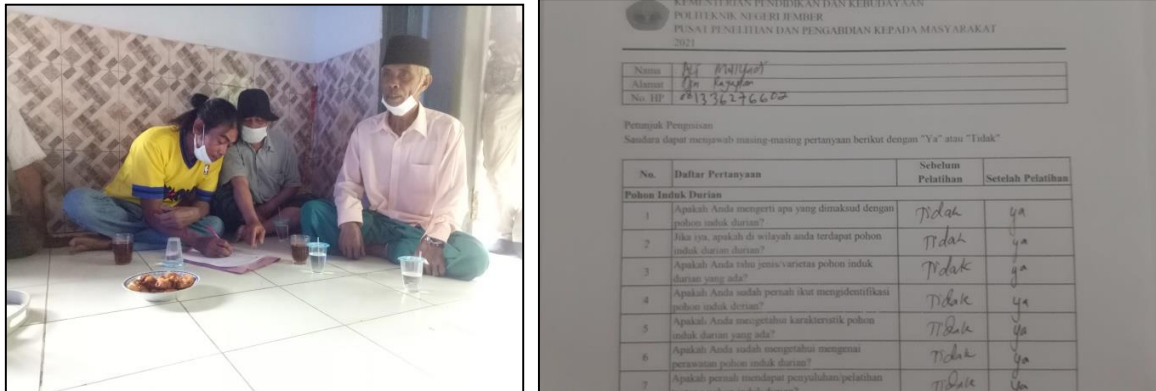 KEMENTERIAN PENDIDIKAN DAN KEBUDAYAAN
POLITEKNIK NEGERI JEMBER
PUSAT PENELITIAN DAN PENGABDIAN KEPADA MASYARAKAT
2021
Nama
Alamat
No. HP
Petunjuk Pengisian
Saudara dapat menjawab masing-masing pertanyaan berikut dengan "Ya" atau "Tidak"
No. Daftar Pertanyaan Sebelum Pelatihan Setelah Pelatihan
Pohon Induk Durian
1 Apakah Anda mengerti apa yang dimaksud dengan Tidak ya
pohon induk durian?
2 Jika iya, apakah di wilayah anda terdapat pohon Tidak ya
induk durian durian?
3 Apakah Anda tahu jenis/varietas pohon induk Tidak ya
durian yang ada?
4 Apakah Anda sudah pernah ikut mengidentifikasi Tidak ya
pohon induk durian?
5 Apakah Anda mengetahui karakteristik pohon Tidak ya
induk durian yang ada?
6 Apakah Anda sudah mengetahui mengenai Tidak ya
perawatan pohon induk durian?
7 Apakah pernah mendapat penyuluhan/pelatihan Tidak ya